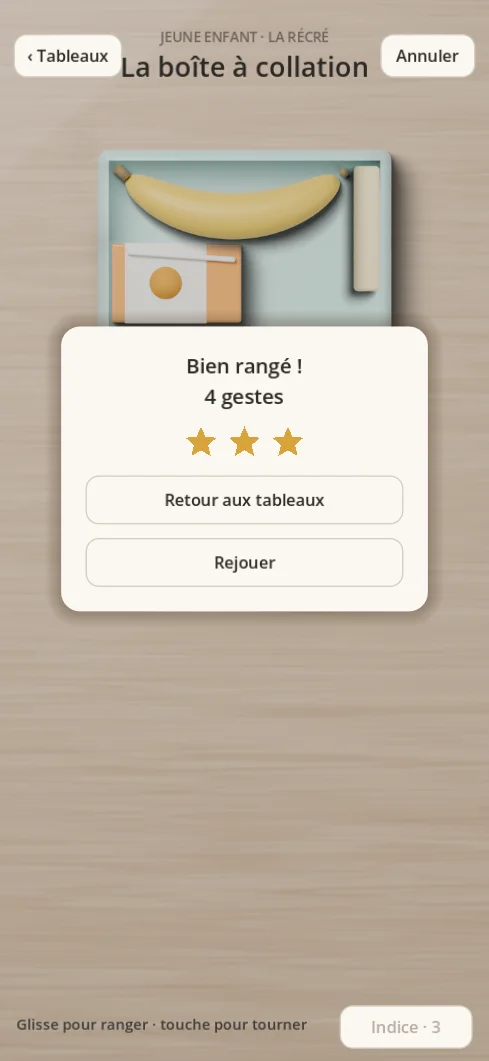 JEUNE ENFANT · LA RÉCRÉ
‹ Tableaux
La boîte à collation
Annuler
Bien rangé !
4 gestes
Retour aux tableaux
Rejouer
Glisse pour ranger · touche pour tourner
Indice · 3